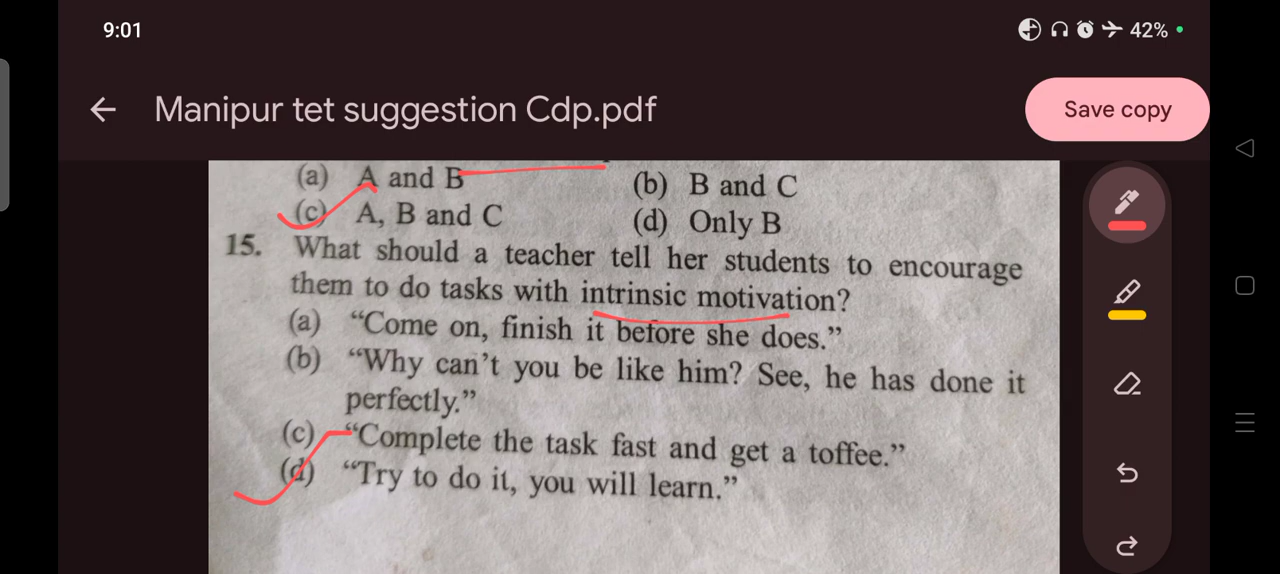 9:01
42%
Manipur tet suggestion Cdp.pdf
Save copy
(a) A and B
(b) B and C
(c) A, B and C
(d) Only B
15. What should a teacher tell her students to encourage
them to do tasks with intrinsic motivation?
(a) “Come on, finish it before she does.”
(b) “Why can’t you be like him? See, he has done it
perfectly.”
(c) “Complete the task fast and get a toffee.”
(d) “Try to do it, you will learn.”